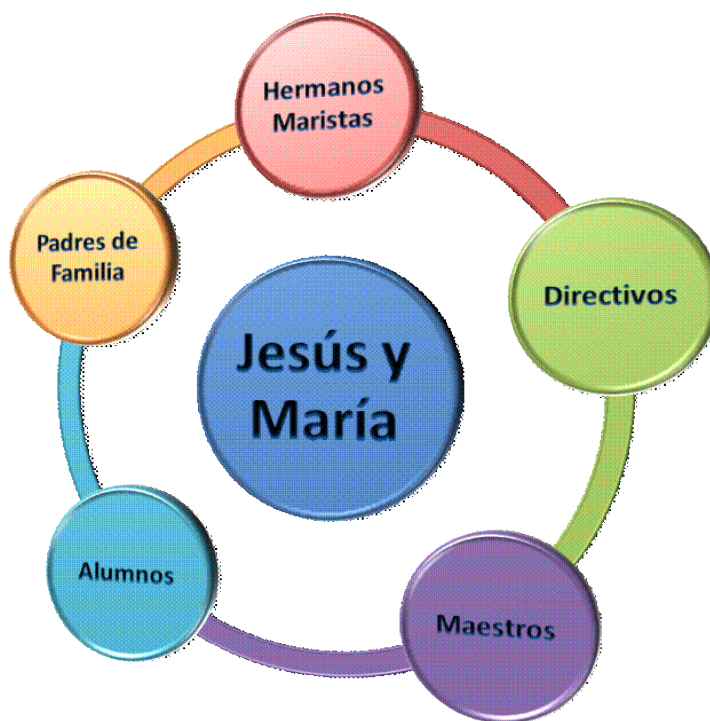 Hermanos
Maristas
Padres de
Familia
Directivos
Jesús y
María
Alumnos
Maestros